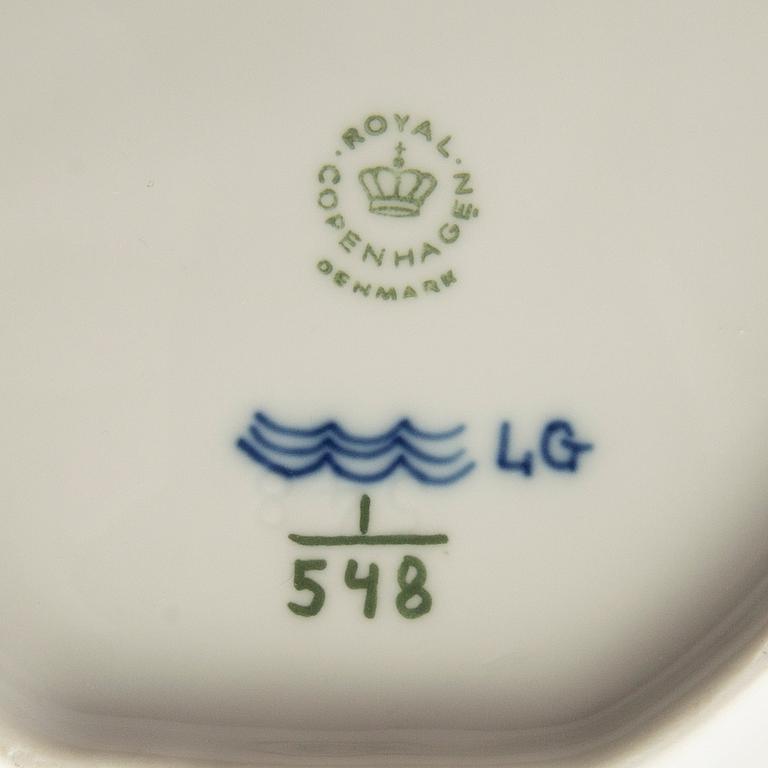 ROYAL
COPENHAGEN
DENMARK
LG
1
548